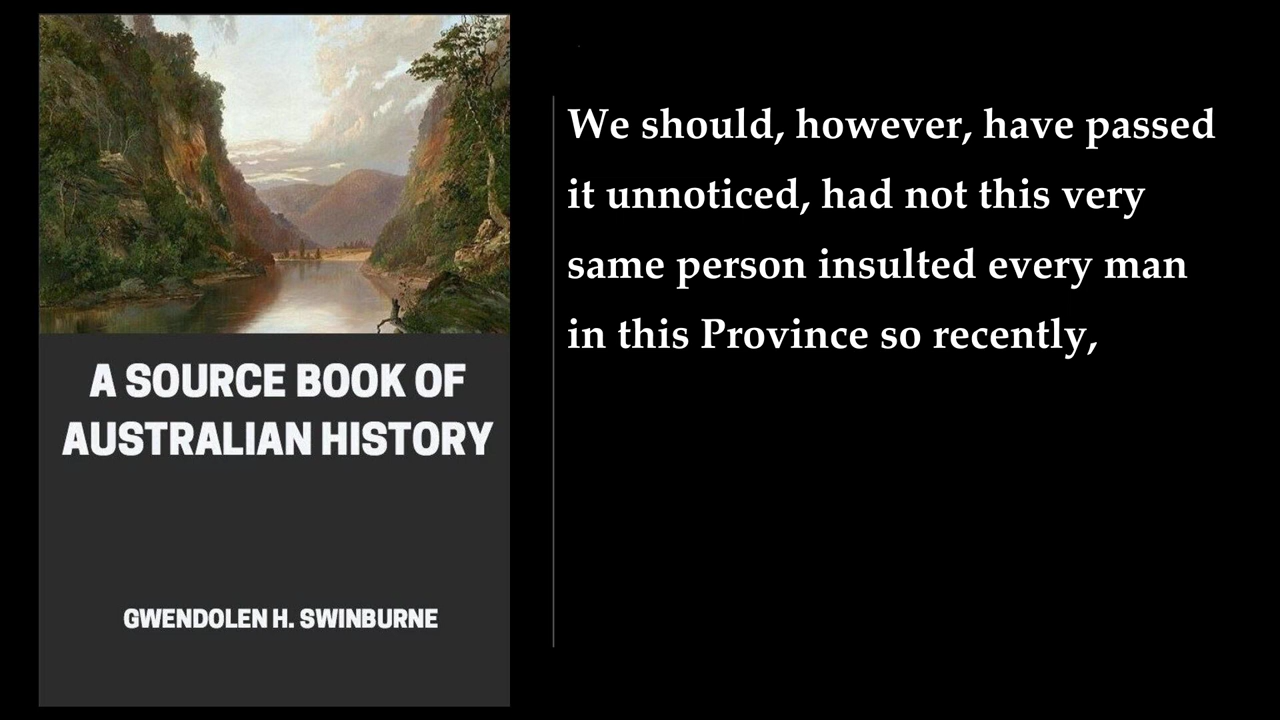 A SOURCE BOOK OF
AUSTRALIAN HISTORY
GWENDOLEN H. SWINBURNE
We should, however, have passed
it unnoticed, had not this very
same person insulted every man
in this Province so recently,